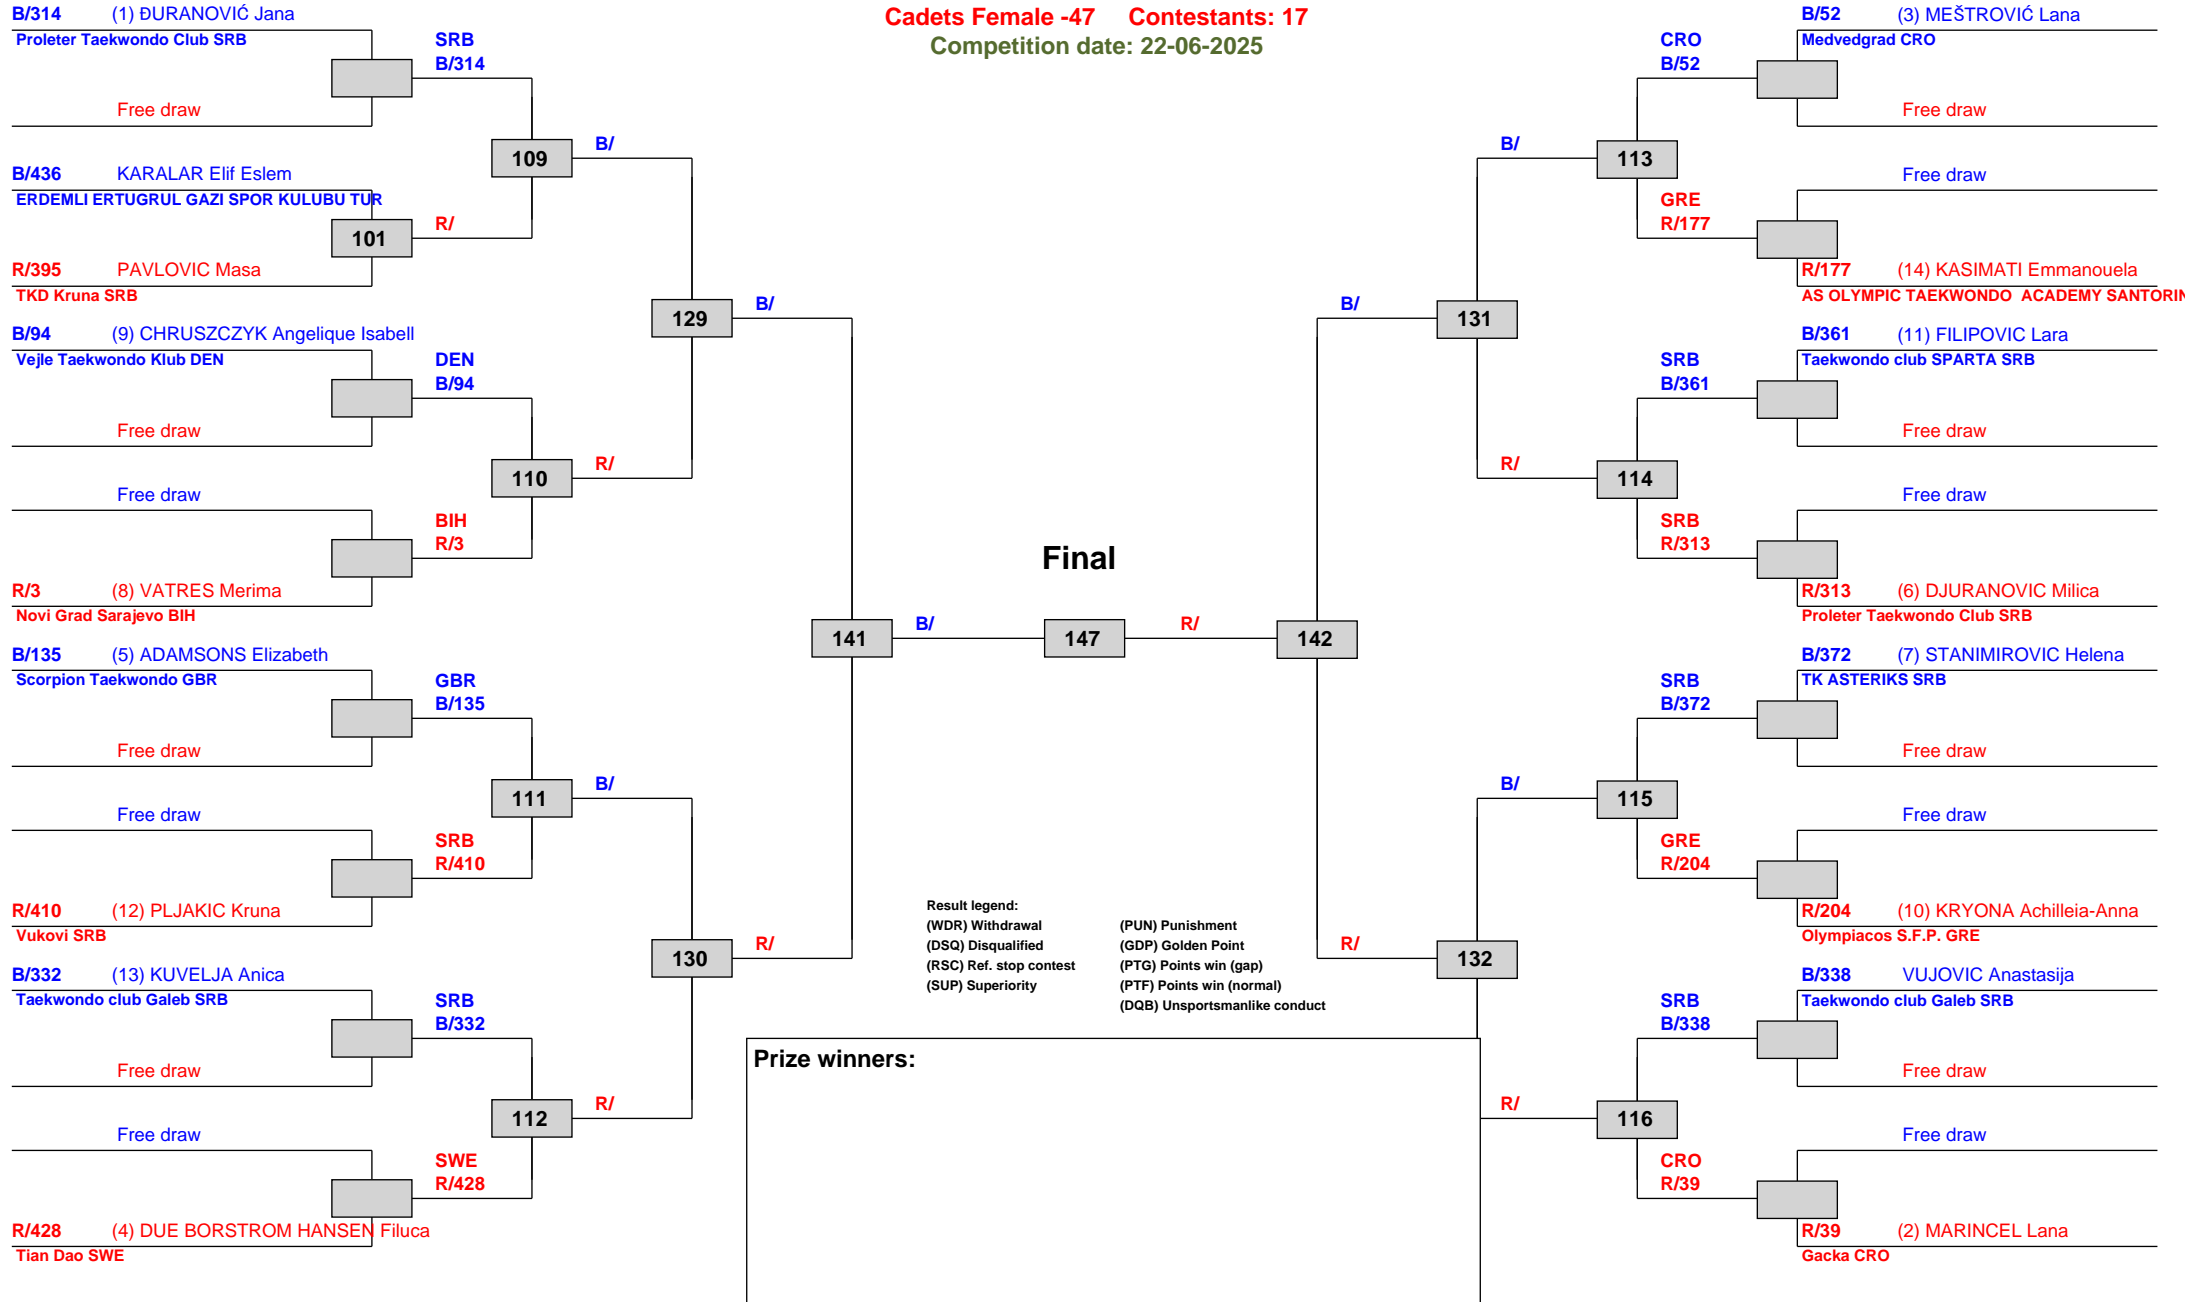 Cadets Female -47 Contestants: 17
Competition date: 22-06-2025
B/314 (1) ĐURANOVIĆ Jana
Proleter Taekwondo Club SRB
SRB
B/314
Free draw
109
B/
B/436 KARALAR Elif Eslem
ERDEMLI ERTUGRUL GAZI SPOR KULUBU TUR
101
R/
R/395 PAVLOVIC Masa
TKD Kruna SRB
129
B/
B/94 (9) CHRUSZCZYK Angelique Isabell
Vejle Taekwondo Klub DEN
DEN
B/94
Free draw
110
R/
Free draw
BIH
R/3
R/3 (8) VATRES Merima
Novi Grad Sarajevo BIH
141
B/
B/135 (5) ADAMSONS Elizabeth
Scorpion Taekwondo GBR
GBR
B/135
Free draw
111
B/
Free draw
SRB
R/410
R/410 (12) PLJAKIC Kruna
Vukovi SRB
130
R/
B/332 (13) KUVELJA Anica
Taekwondo club Galeb SRB
SRB
B/332
Free draw
112
R/
Free draw
SWE
R/428
R/428 (4) DUE BORSTROM HANSEN Filuca
Tian Dao SWE
Final
147
R/
142
B/52 (3) MEŠTROVIĆ Lana
Medvedgrad CRO
CRO
B/52
Free draw
B/
113
Free draw
GRE
R/177
R/177 (14) KASIMATI Emmanouela
AS OLYMPIC TAEKWONDO ACADEMY SANTORIN
B/
131
B/361 (11) FILIPOVIC Lara
Taekwondo club SPARTA SRB
SRB
B/361
Free draw
R/
114
Free draw
SRB
R/313
R/313 (6) DJURANOVIC Milica
Proleter Taekwondo Club SRB
B/372 (7) STANIMIROVIC Helena
TK ASTERIKS SRB
SRB
B/372
Free draw
B/
115
Free draw
GRE
R/204
R/204 (10) KRYONA Achilleia-Anna
Olympiacos S.F.P. GRE
R/
132
B/338 VUJOVIC Anastasija
Taekwondo club Galeb SRB
SRB
B/338
Free draw
R/
116
Free draw
CRO
R/39
R/39 (2) MARINCEL Lana
Gacka CRO
Result legend:
(WDR) Withdrawal (PUN) Punishment
(DSQ) Disqualified (GDP) Golden Point
(RSC) Ref. stop contest (PTG) Points win (gap)
(SUP) Superiority (PTF) Points win (normal)
(DQB) Unsportsmanlike conduct
Prize winners: